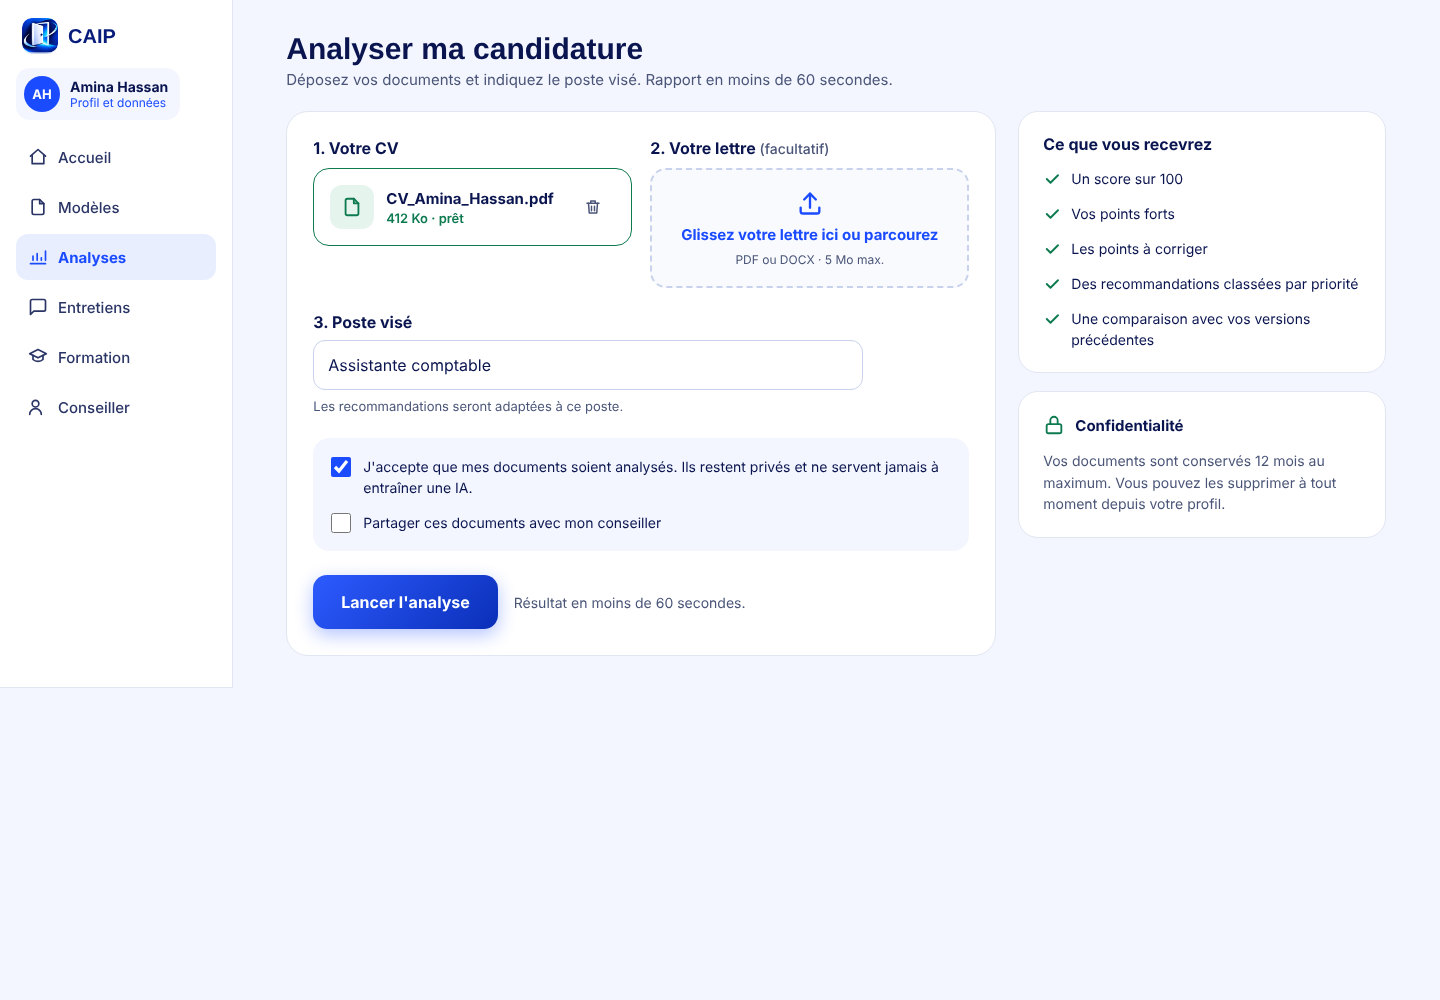 CAIP
AH
Amina Hassan
Profil et données
Accueil
Modèles
Analyses
Entretiens
Formation
Conseiller
Analyser ma candidature
Déposez vos documents et indiquez le poste visé. Rapport en moins de 60 secondes.
1. Votre CV
CV_Amina_Hassan.pdf
412 Ko · prêt
2. Votre lettre (facultatif)
Glissez votre lettre ici ou parcourez
PDF ou DOCX · 5 Mo max.
3. Poste visé
Assistante comptable
Les recommandations seront adaptées à ce poste.
J'accepte que mes documents soient analysés. Ils restent privés et ne servent jamais à
entraîner une IA.
Partager ces documents avec mon conseiller
Lancer l'analyse
Résultat en moins de 60 secondes.
Ce que vous recevrez
Un score sur 100
Vos points forts
Les points à corriger
Des recommandations classées par priorité
Une comparaison avec vos versions
précédentes
Confidentialité
Vos documents sont conservés 12 mois au
maximum. Vous pouvez les supprimer à tout
moment depuis votre profil.